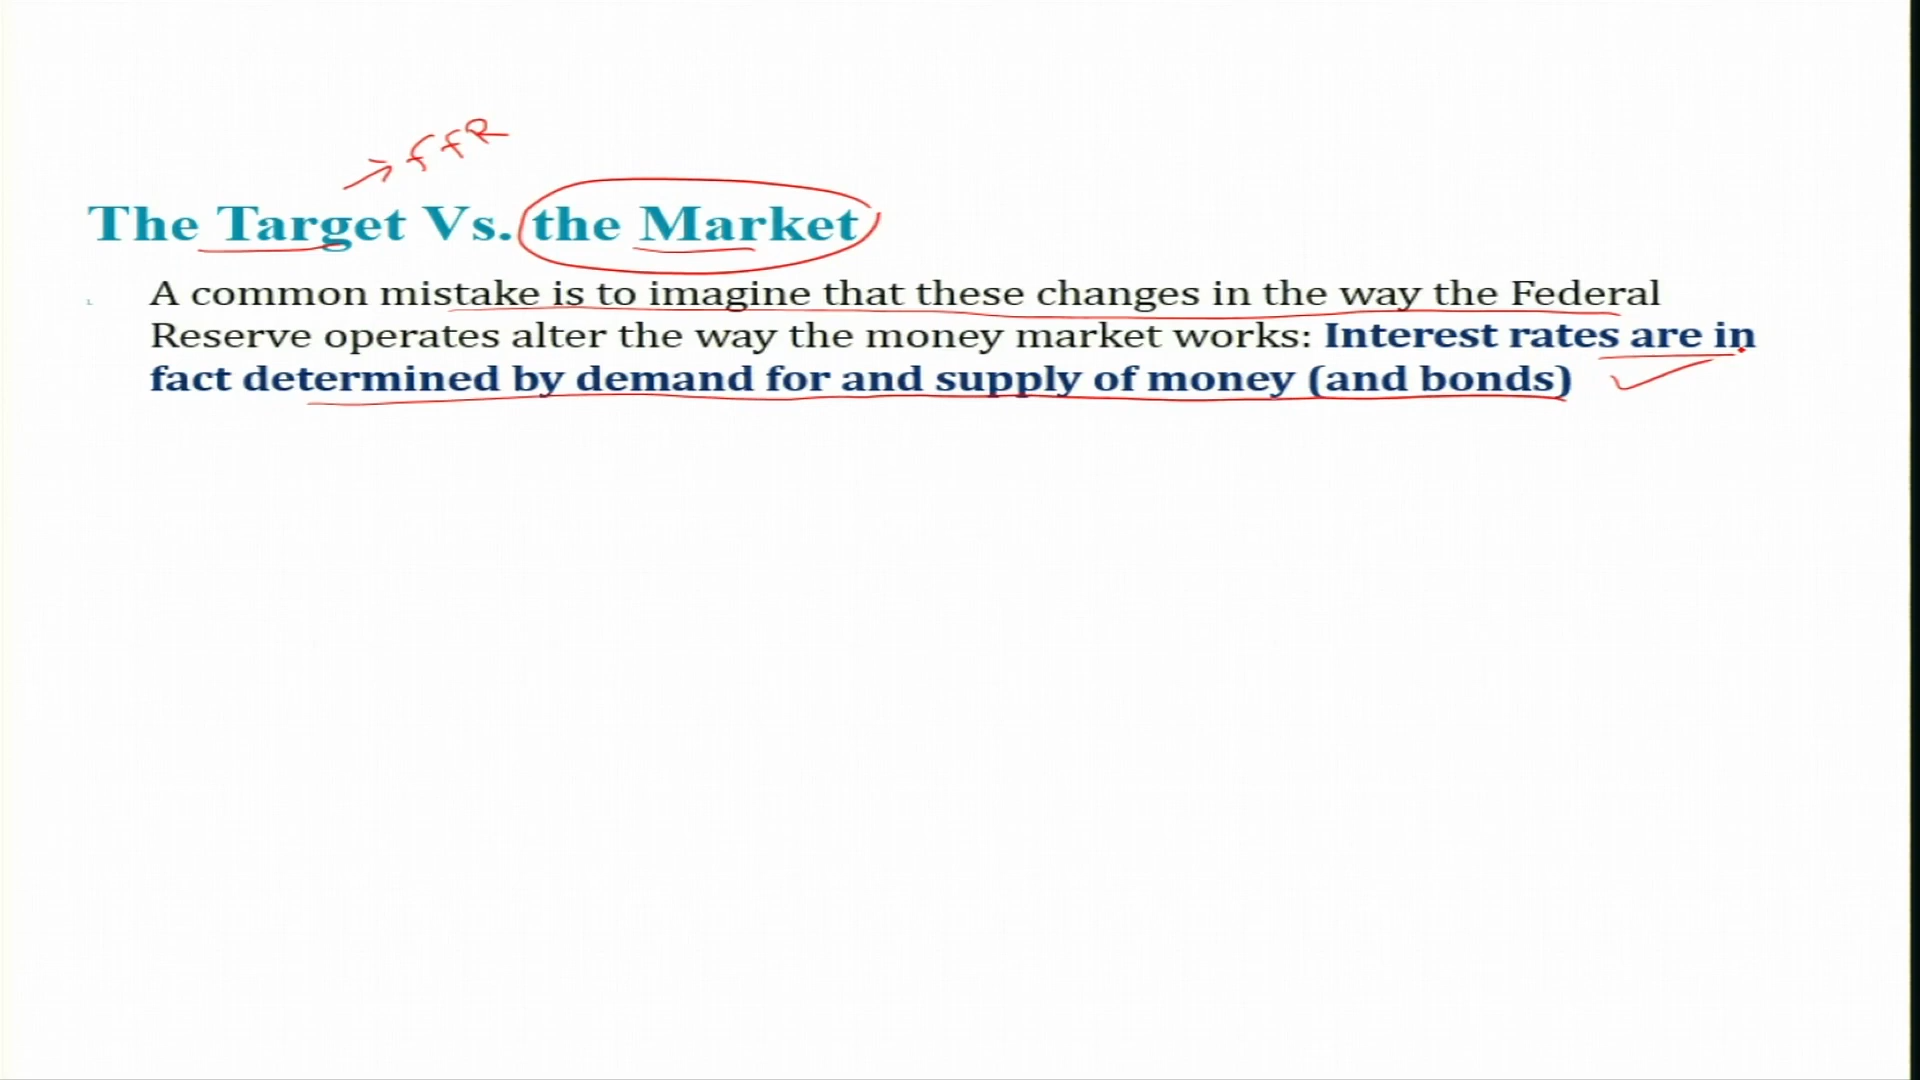 →ffR
The Target Vs. the Market
1. A common mistake is to imagine that these changes in the way the Federal
Reserve operates alter the way the money market works: Interest rates are in
fact determined by demand for and supply of money (and bonds)